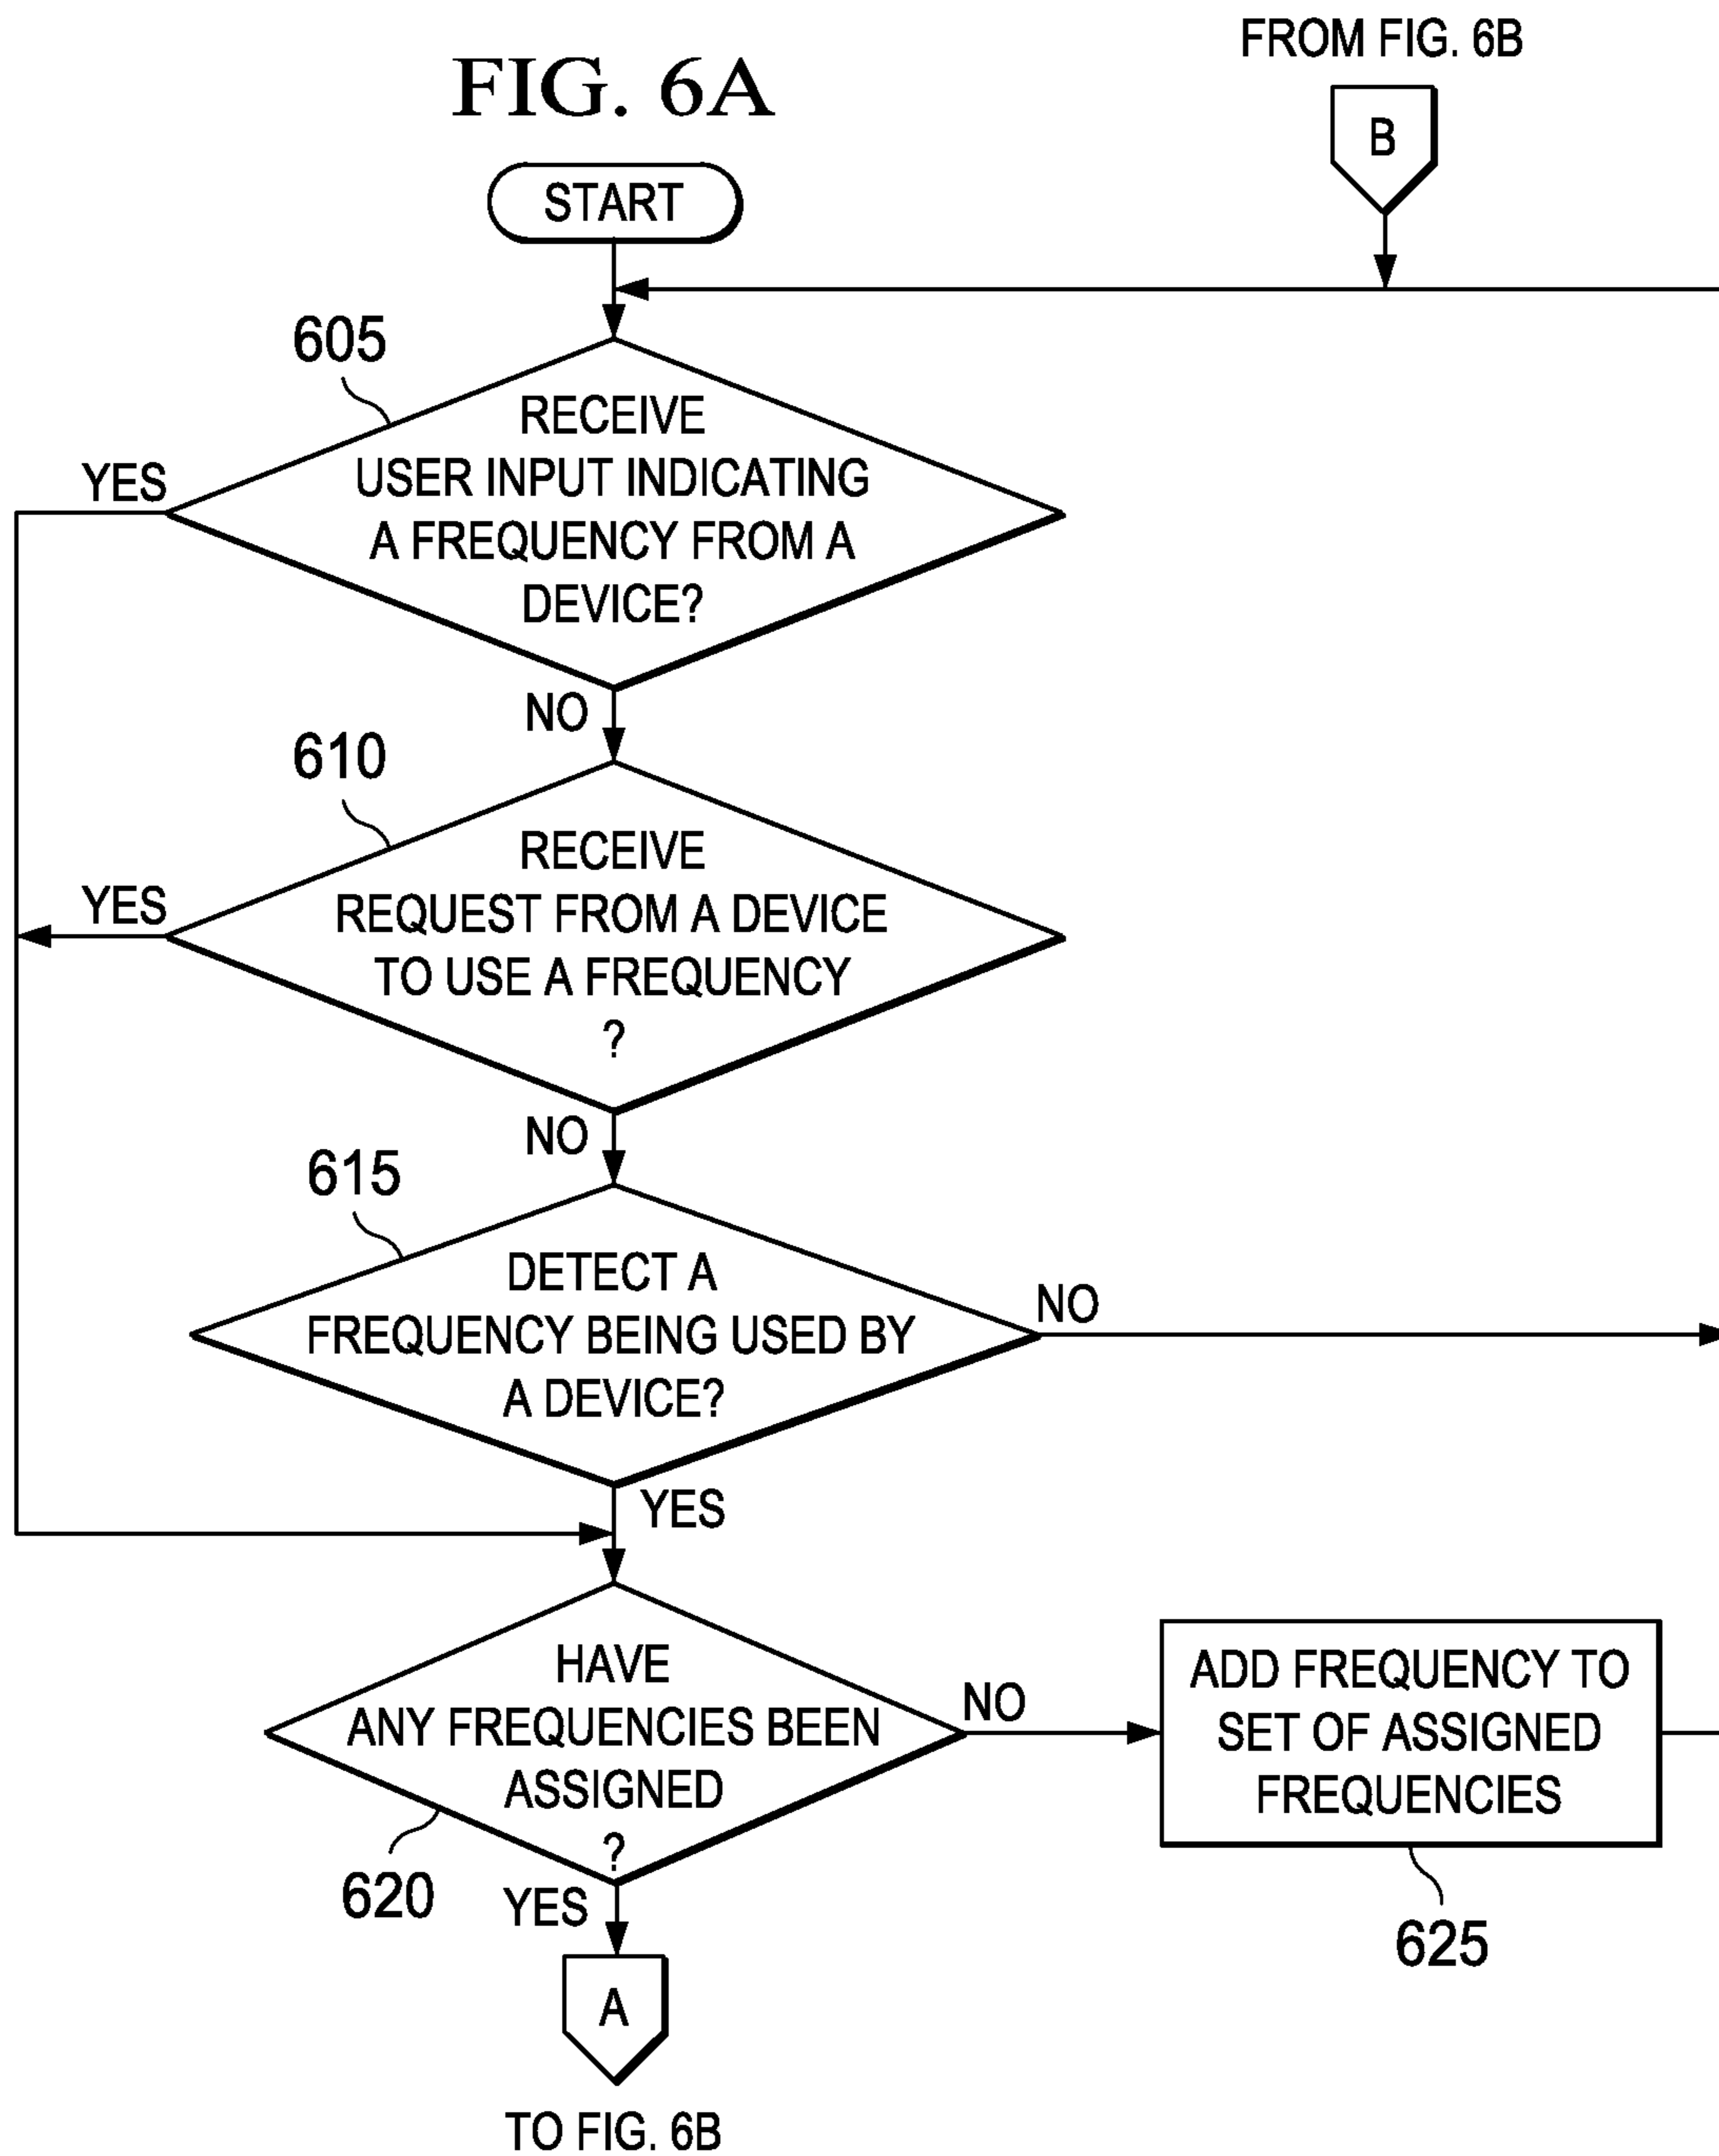 FROM FIG. 6B
FIG. 6A
B
START
605
RECEIVE
USER INPUT INDICATING
A FREQUENCY FROM A
DEVICE?
YES
NO
610
RECEIVE
REQUEST FROM A DEVICE
TO USE A FREQUENCY
?
YES
NO
615
DETECT A
FREQUENCY BEING USED BY
A DEVICE?
NO
YES
HAVE
ANY FREQUENCIES BEEN
ASSIGNED
?
NO
620
YES
ADD FREQUENCY TO
SET OF ASSIGNED
FREQUENCIES
625
A
TO FIG. 6B